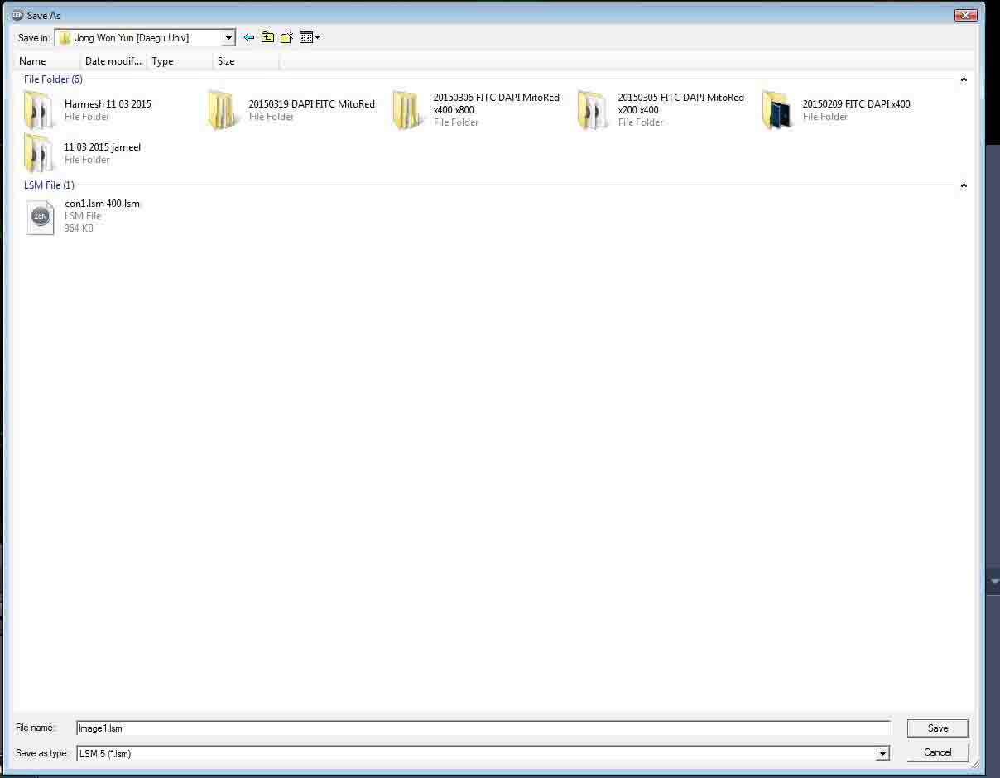 ZEN Save As
Save in: Jong Won Yun [Daegu Univ]
Name Date modif... Type Size
File Folder (6)
Harmesh 11 03 2015
File Folder
20150319 DAPI FITC MitoRed
File Folder
20150306 FITC DAPI MitoRed
x400 x800
File Folder
20150305 FITC DAPI MitoRed
x200 x400
File Folder
20150209 FITC DAPI x400
File Folder
11 03 2015 jameel
File Folder
LSM File (1)
ZEN
con1.lsm 400.lsm
LSM File
964 KB
File name: Image1.lsm
Save
Save as type: LSM 5 (*.lsm)
Cancel